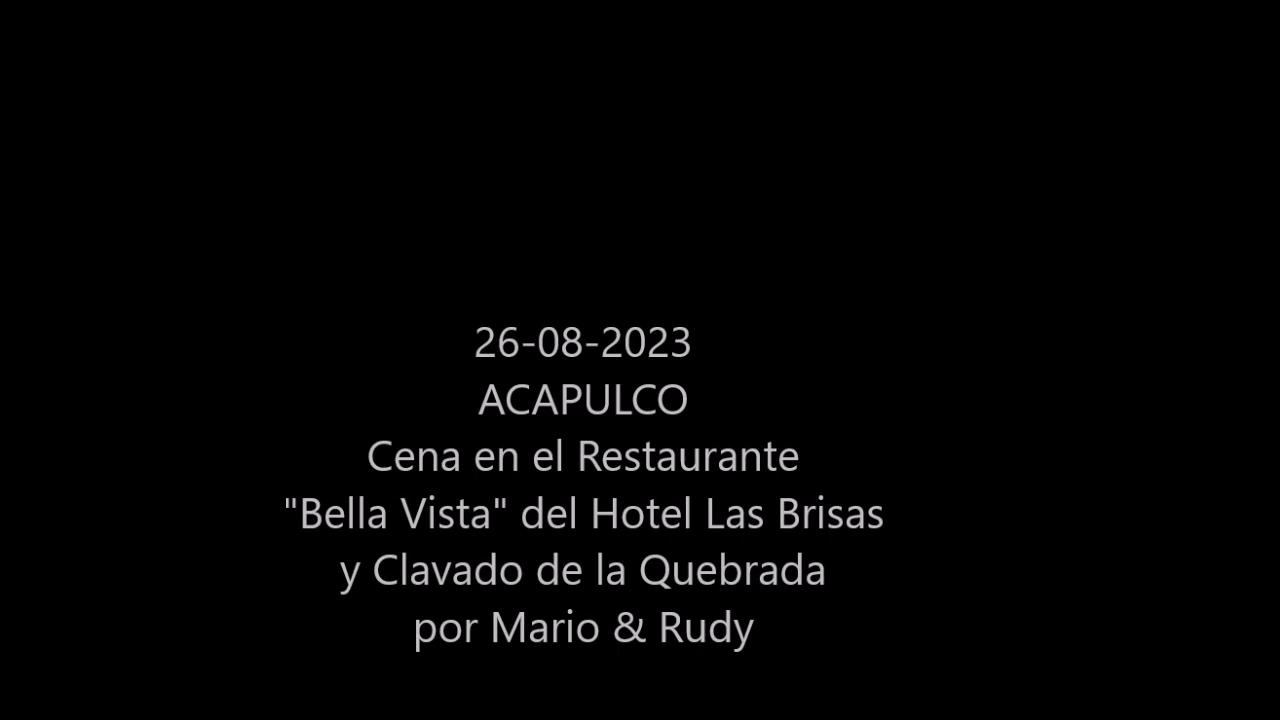 26-08-2023
ACAPULCO
Cena en el Restaurante
"Bella Vista" del Hotel Las Brisas
y Clavado de la Quebrada
por Mario & Rudy